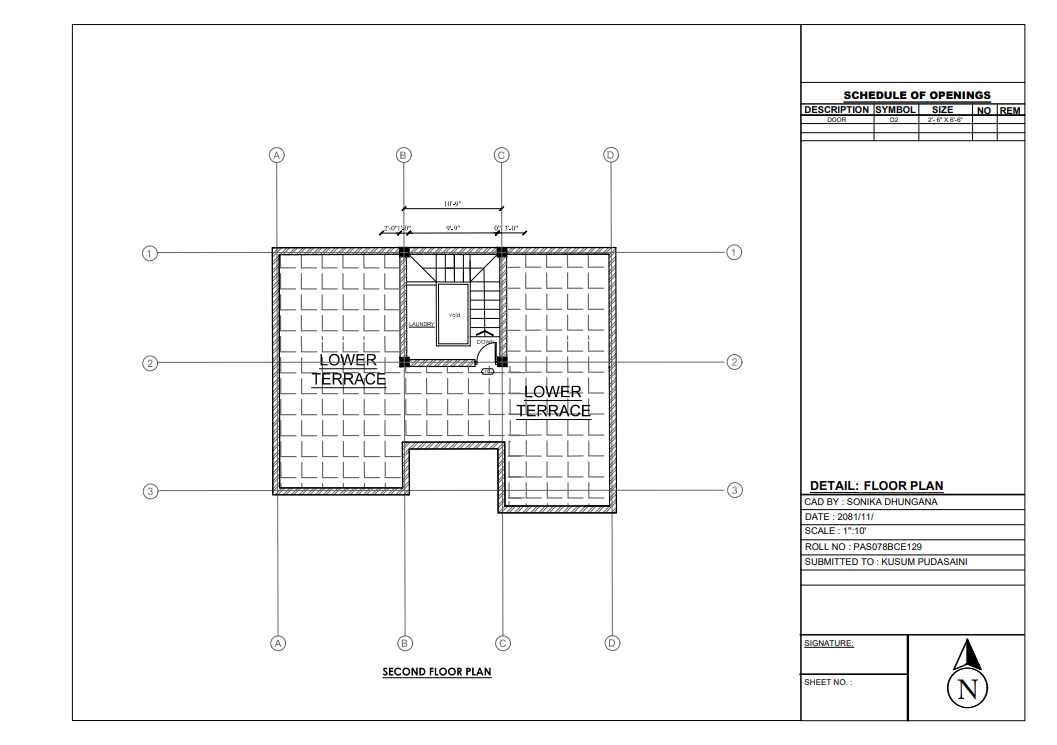 SCHEDULE OF OPENINGS
DESCRIPTION SYMBOL SIZE NO REM
DOOR D2 2'- 6" X 6'-6"
A B C D
10'-9"
2'-0" 1'-0" 9'-9" 0" 3'-0"
1 1
Void
LAUNDRY
DOWN
2 2
LOWER
TERRACE
LOWER
TERRACE
3 3
A B C D
SECOND FLOOR PLAN
DETAIL: FLOOR PLAN
CAD BY : SONIKA DHUNGANA
DATE : 2081/11/
SCALE : 1":10'
ROLL NO : PAS078BCE129
SUBMITTED TO : KUSUM PUDASAINI
SIGNATURE:
SHEET NO. :
N